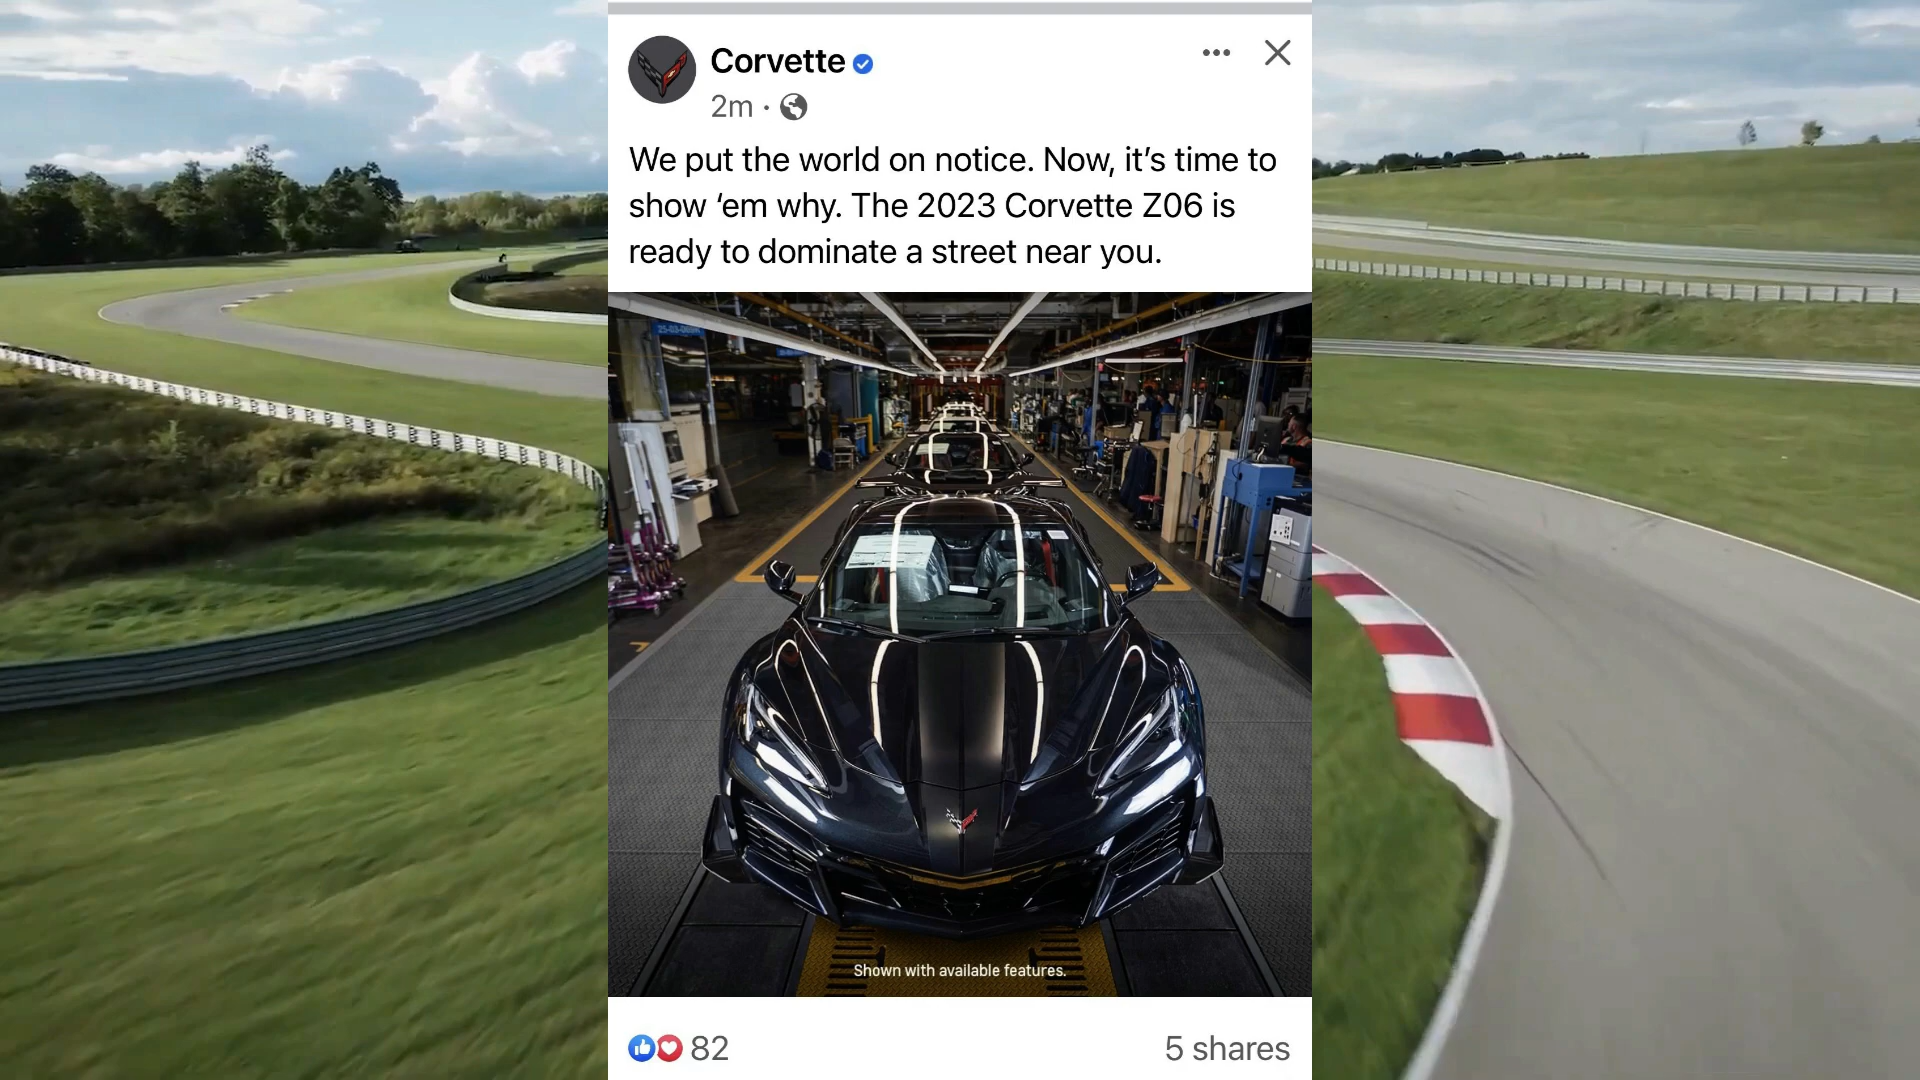 Corvette
2m ·
We put the world on notice. Now, it’s time to
show ‘em why. The 2023 Corvette Z06 is
ready to dominate a street near you.
Shown with available features.
82
5 shares